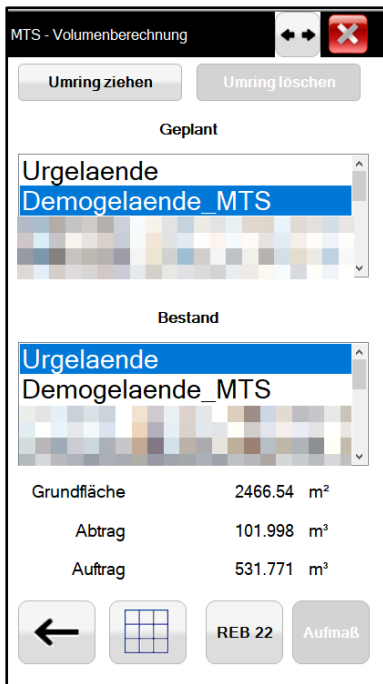 MTS - Volumenberechnung
Umring ziehen
Umring löschen
Geplant
Urgelaende
Demogelaende_MTS
Bestand
Urgelaende
Demogelaende_MTS
Grundfläche 2466.54 m²
Abtrag 101.998 m³
Auftrag 531.771 m³
REB 22
Aufmaß